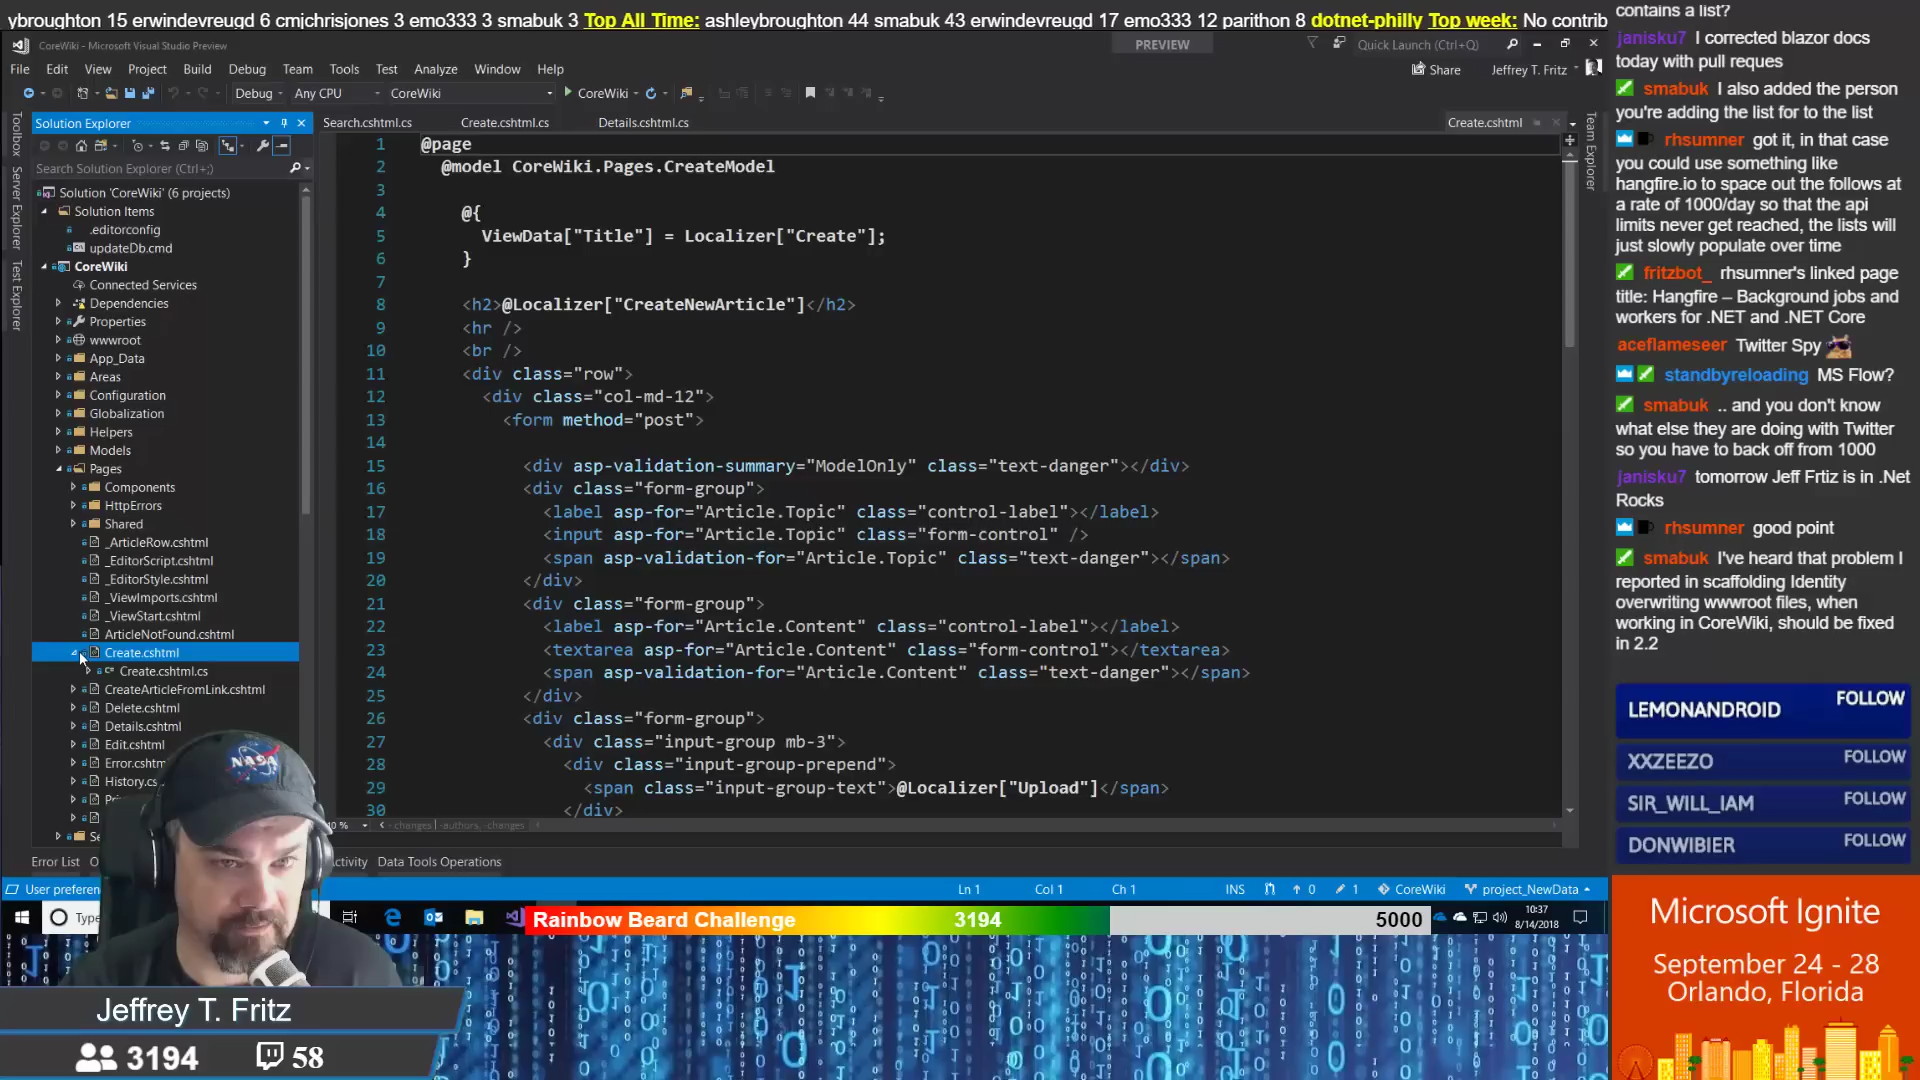 ybroughton 15 erwindevreugd 6 cmjchrisjones 3 emo333 3 smabuk 3 Top All Time: ashleybroughton 44 smabuk 43 erwindevreugd 17 emo333 12 parithon 8 dotnet-philly Top week: No contrib
CoreWiki - Microsoft Visual Studio Preview
PREVIEW
Quick Launch (Ctrl+Q)
File Edit View Project Build Debug Team Tools Test Analyze Window Help
Share
Jeffrey T. Fritz
Debug Any CPU CoreWiki CoreWiki
Toolbox
Server Explorer
Test Explorer
Solution Explorer
Search Solution Explorer (Ctrl+;)
Solution 'CoreWiki' (6 projects)
Solution Items
.editorconfig
updateDb.cmd
CoreWiki
Connected Services
Dependencies
Properties
wwwroot
App_Data
Areas
Configuration
Globalization
Helpers
Models
Pages
Components
HttpErrors
Shared
_ArticleRow.cshtml
_EditorScript.cshtml
_EditorStyle.cshtml
_ViewImports.cshtml
_ViewStart.cshtml
ArticleNotFound.cshtml
Create.cshtml
Create.cshtml.cs
CreateArticleFromLink.cshtml
Delete.cshtml
Details.cshtml
Edit.cshtml
Error.cshtm
History.cs
Search.cshtml.cs Create.cshtml.cs Details.cshtml.cs Create.cshtml
Team Explorer
1 @page
2 @model CoreWiki.Pages.CreateModel
3
4 @{
5 ViewData["Title"] = Localizer["Create"];
6 }
7
8 <h2>@Localizer["CreateNewArticle"]</h2>
9 <hr />
10 <br />
11 <div class="row">
12 <div class="col-md-12">
13 <form method="post">
14
15 <div asp-validation-summary="ModelOnly" class="text-danger"></div>
16 <div class="form-group">
17 <label asp-for="Article.Topic" class="control-label"></label>
18 <input asp-for="Article.Topic" class="form-control" />
19 <span asp-validation-for="Article.Topic" class="text-danger"></span>
20 </div>
21 <div class="form-group">
22 <label asp-for="Article.Content" class="control-label"></label>
23 <textarea asp-for="Article.Content" class="form-control"></textarea>
24 <span asp-validation-for="Article.Content" class="text-danger"></span>
25 </div>
26 <div class="form-group">
27 <div class="input-group mb-3">
28 <div class="input-group-prepend">
29 <span class="input-group-text">@Localizer["Upload"]</span>
30 </div>
0 % - changes | -authors, -changes
Error List O ctivity Data Tools Operations
User preferen Ln 1 Col 1 Ch 1 INS 0 1 CoreWiki project_NewData
Type
Rainbow Beard Challenge 3194 5000
10:37
8/14/2018
NASA
Jeffrey T. Fritz
3194 58
contains a list?
janisku7 I corrected blazor docs
today with pull reques
smabuk I also added the person
you're adding the list for to the list
rhsumner got it, in that case
you could use something like
hangfire.io to space out the follows at
a rate of 1000/day so that the api
limits never get reached, the lists will
just slowly populate over time
fritzbot_ rhsumner's linked page
title: Hangfire – Background jobs and
workers for .NET and .NET Core
aceflameseer Twitter Spy
standbyreloading MS Flow?
smabuk .. and you don't know
what else they are doing with Twitter
so you have to back off from 1000
janisku7 tomorrow Jeff Frtiz is in .Net
Rocks
rhsumner good point
smabuk I've heard that problem I
reported in scaffolding Identity
overwriting wwwroot files, when
working in CoreWiki, should be fixed
in 2.2
LEMONANDROID FOLLOW
XXZEEZO FOLLOW
SIR_WILL_IAM FOLLOW
DONWIBIER FOLLOW
Microsoft Ignite
September 24 - 28
Orlando, Florida